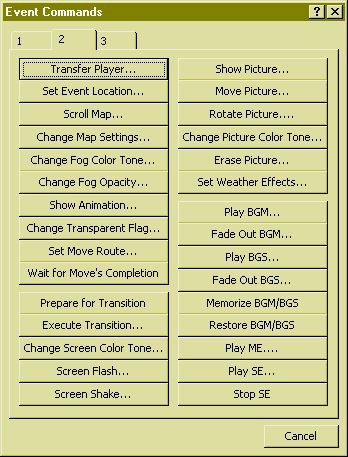 Event Commands
1
2
3
Transfer Player...
Set Event Location...
Scroll Map...
Change Map Settings...
Change Fog Color Tone...
Change Fog Opacity...
Show Animation...
Change Transparent Flag...
Set Move Route...
Wait for Move's Completion
Prepare for Transition
Execute Transition...
Change Screen Color Tone...
Screen Flash...
Screen Shake...
Show Picture...
Move Picture...
Rotate Picture....
Change Picture Color Tone...
Erase Picture...
Set Weather Effects...
Play BGM...
Fade Out BGM...
Play BGS...
Fade Out BGS...
Memorize BGM/BGS
Restore BGM/BGS
Play ME....
Play SE...
Stop SE
Cancel